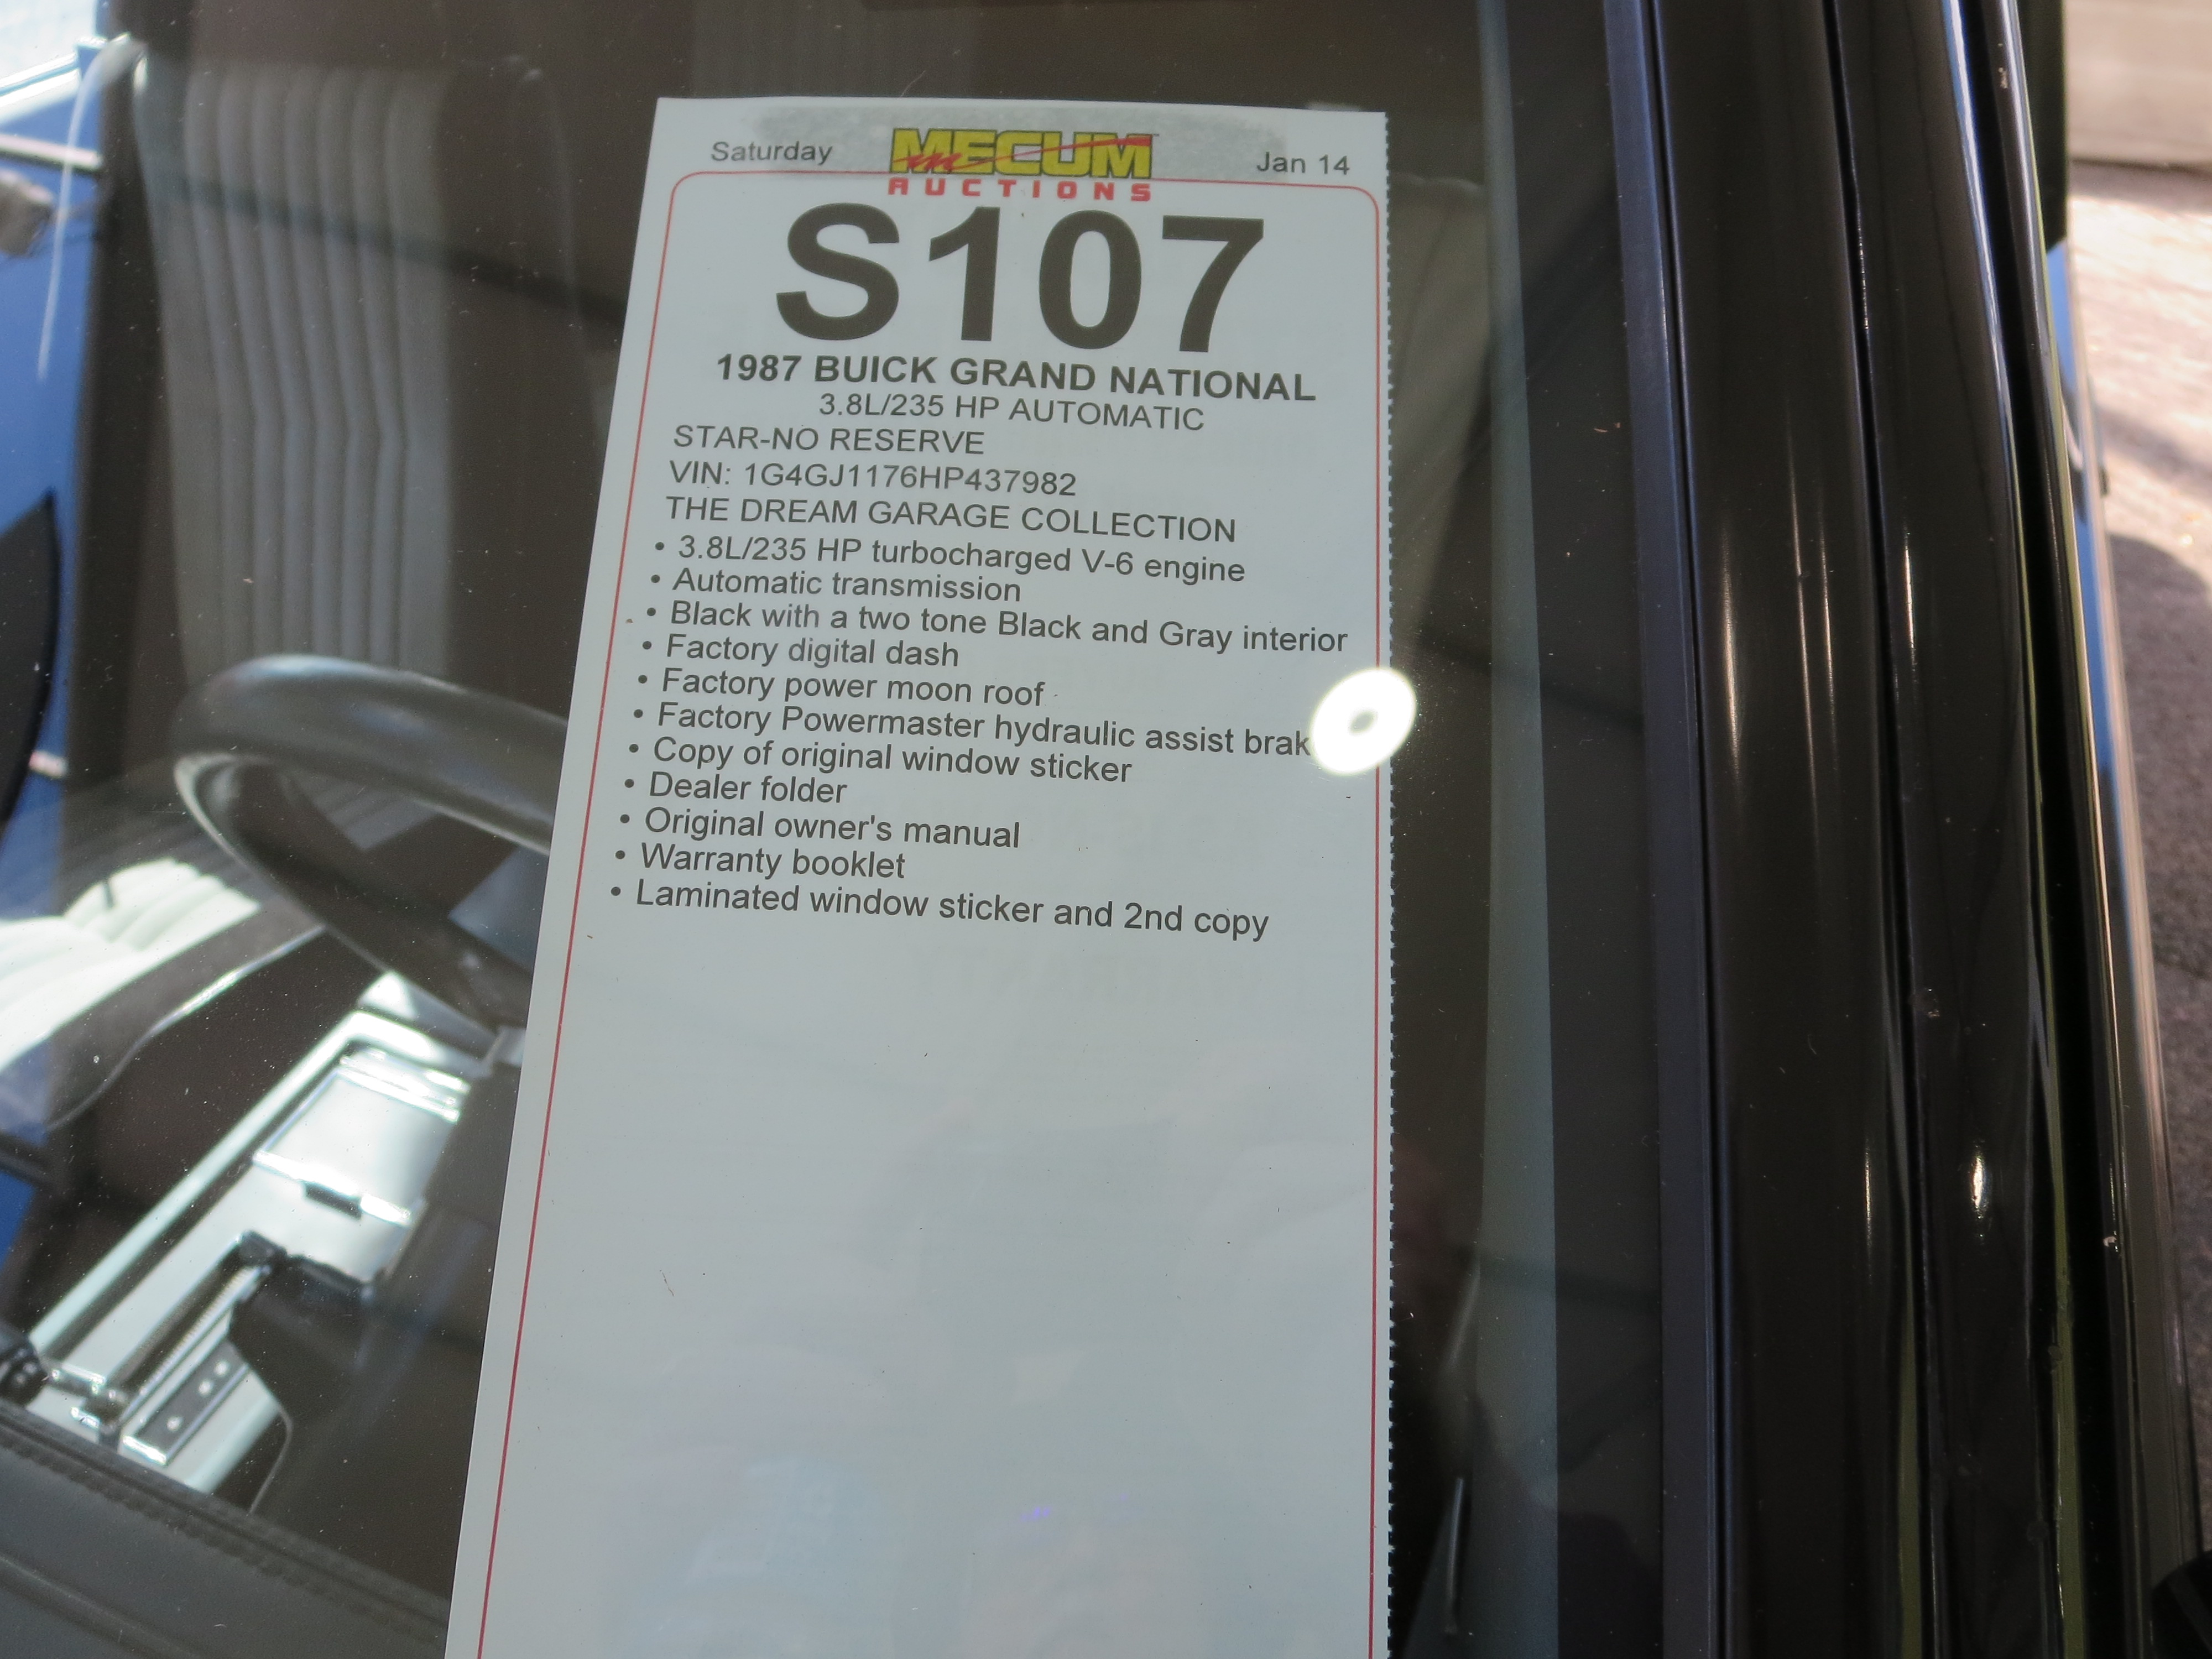 Saturday MECUM Jan 14
AUCTIONS
S107
1987 BUICK GRAND NATIONAL
3.8L/235 HP AUTOMATIC
STAR-NO RESERVE
VIN: 1G4GJ1176HP437982
THE DREAM GARAGE COLLECTION
• 3.8L/235 HP turbocharged V-6 engine
• Automatic transmission
• Black with a two tone Black and Gray interior
• Factory digital dash
• Factory power moon roof
• Factory Powermaster hydraulic assist brak
• Copy of original window sticker
• Dealer folder
• Original owner's manual
• Warranty booklet
• Laminated window sticker and 2nd copy